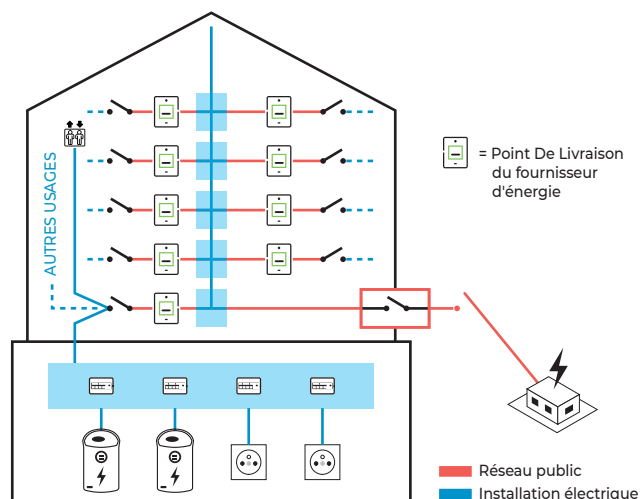 AUTRES USAGES
= Point De Livraison
du fournisseur
d'énergie
Réseau public
Installation électrique